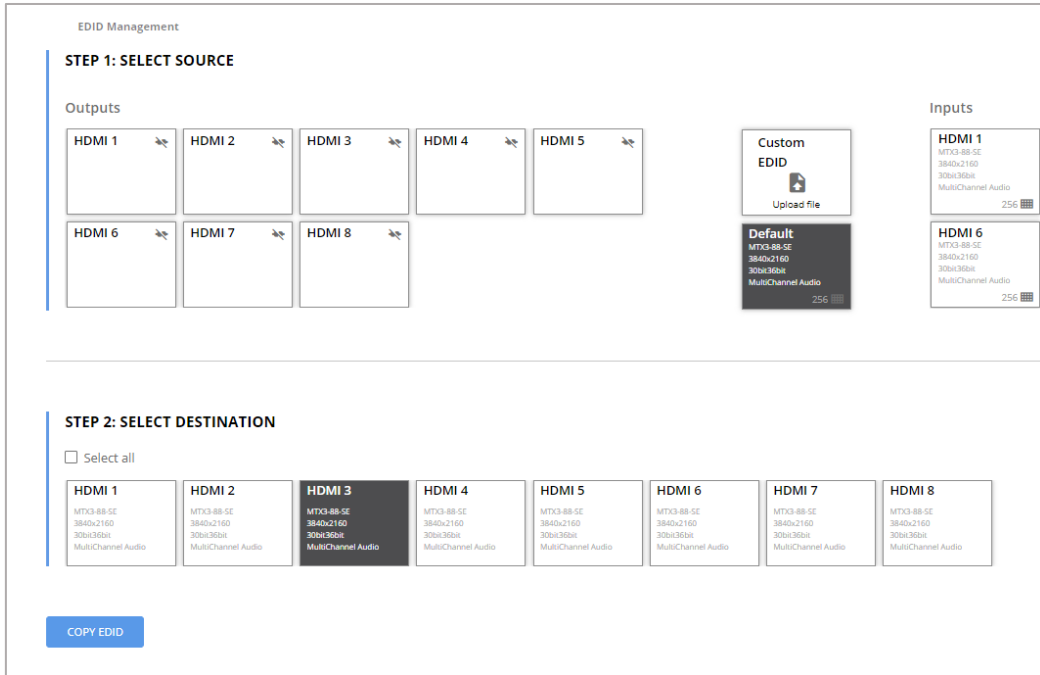 EDID Management
STEP 1: SELECT SOURCE
Outputs
Inputs
HDMI 1
HDMI 2
HDMI 3
HDMI 4
HDMI 5
HDMI 6
HDMI 7
HDMI 8
Custom
EDID
Upload file
Default
MTX3-88-SE
3840x2160
30bit36bit
MultiChannel Audio
256
HDMI 1
MTX3-88-SE
3840x2160
30bit36bit
MultiChannel Audio
256
HDMI 6
MTX3-88-SE
3840x2160
30bit36bit
MultiChannel Audio
256
STEP 2: SELECT DESTINATION
Select all
HDMI 1
MTX3-88-SE
3840x2160
30bit36bit
MultiChannel Audio
HDMI 2
MTX3-88-SE
3840x2160
30bit36bit
MultiChannel Audio
HDMI 3
MTX3-88-SE
3840x2160
30bit36bit
MultiChannel Audio
HDMI 4
MTX3-88-SE
3840x2160
30bit36bit
MultiChannel Audio
HDMI 5
MTX3-88-SE
3840x2160
30bit36bit
MultiChannel Audio
HDMI 6
MTX3-88-SE
3840x2160
30bit36bit
MultiChannel Audio
HDMI 7
MTX3-88-SE
3840x2160
30bit36bit
MultiChannel Audio
HDMI 8
MTX3-88-SE
3840x2160
30bit36bit
MultiChannel Audio
COPY EDID